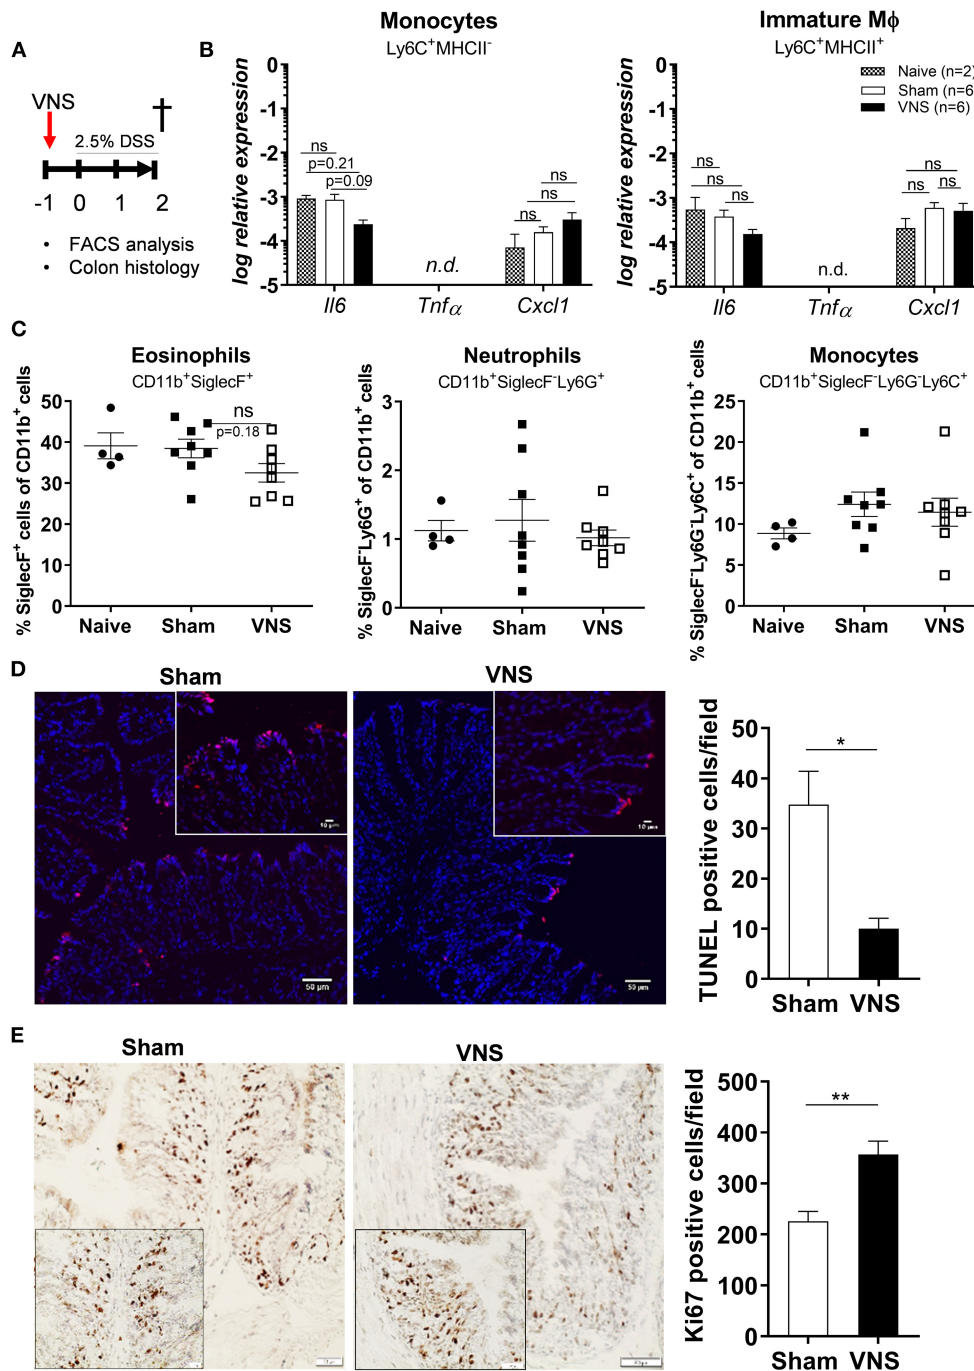 A
VNS
†
2.5% DSS
-1 0 1 2
• FACS analysis
• Colon histology
B
Monocytes
Ly6C+MHCII-
log relative expression
0
-1
-2
-3
-4
-5
ns
p=0.21
p=0.09
n.d.
ns
ns
ns
Il6 Tnfα Cxcl1
Immature Mϕ
Ly6C+MHCII+
Naive (n=2)
Sham (n=6)
VNS (n=6)
log relative expression
0
-1
-2
-3
-4
-5
ns
ns
ns
n.d.
ns
ns
ns
Il6 Tnfα Cxcl1
C
Eosinophils
CD11b+SiglecF+
% SiglecF+ cells of CD11b+ cells
50
40
30
20
10
0
ns
p=0.18
Naive Sham VNS
Neutrophils
CD11b+SiglecF-Ly6G+
% SiglecF-Ly6G+ of CD11b+ cells
3
2
1
0
Naive Sham VNS
Monocytes
CD11b+SiglecF-Ly6G-Ly6C+
% SiglecF-Ly6G-Ly6C+ of CD11b+ cells
25
20
15
10
5
0
Naive Sham VNS
D
Sham
10 µm
50 µm
VNS
10 µm
50 µm
TUNEL positive cells/field
50
40
30
20
10
0
*
Sham VNS
E
Sham
VNS
Ki67 positive cells/field
500
400
300
200
100
0
**
Sham VNS